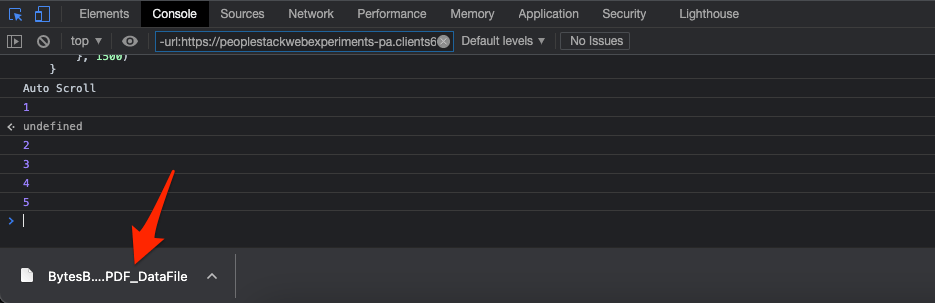 Elements Console Sources Network Performance Memory Application Security Lighthouse
top ▼ -url:https://peoplestackwebexperiments-pa.clients6 Default levels ▼ No Issues
}, 1500)
}
Auto Scroll
1
undefined
2
3
4
5
BytesB....PDF_DataFile